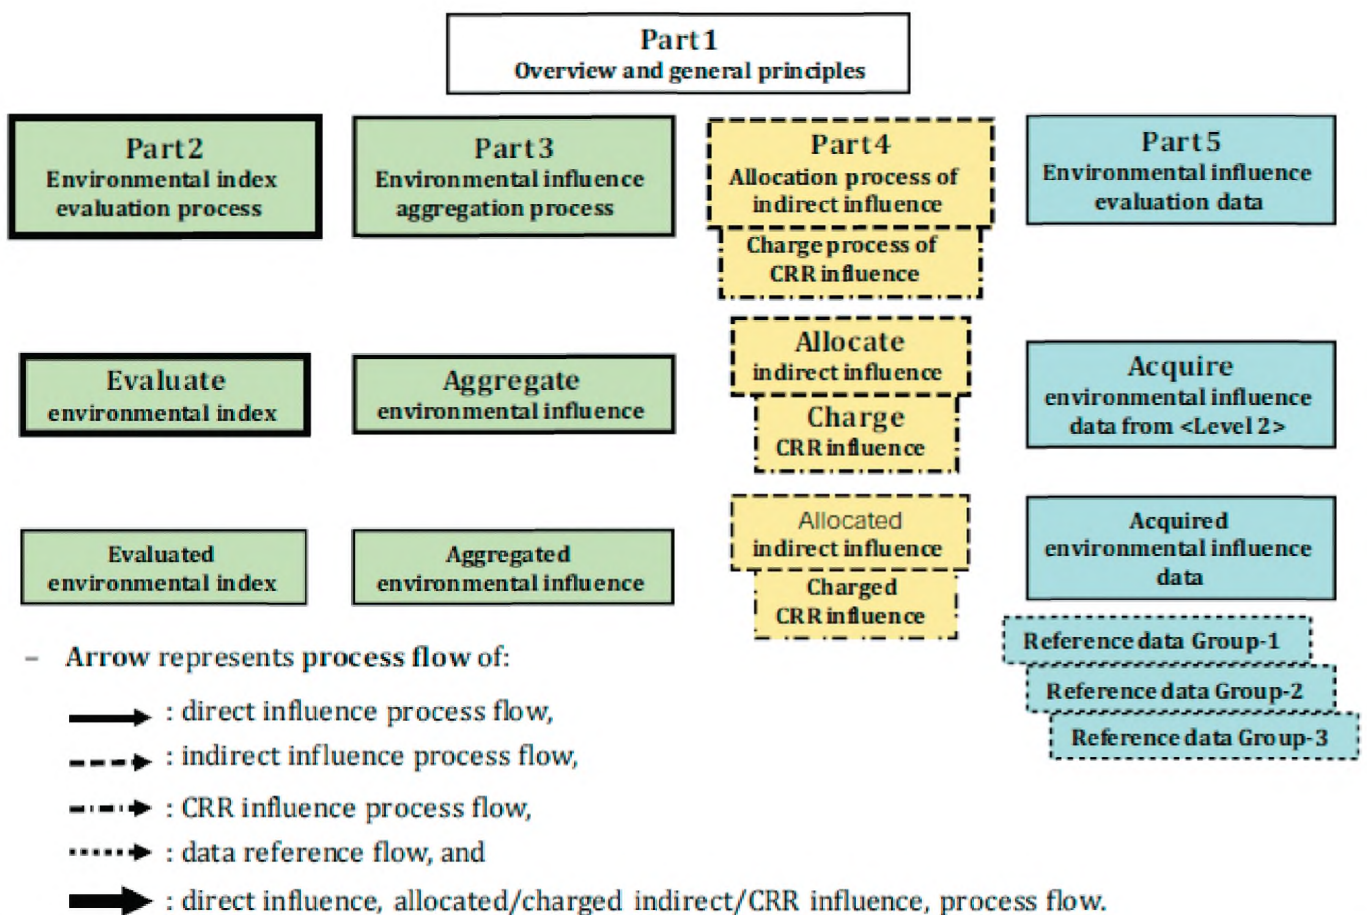 Part1
Overview and general principles
Part2
Environmental index
evaluation process
Part3
Environmental influence
aggregation process
Part4
Allocation process of
indirect influence
Charge process of
CRR influence
Part5
Environmental influence
evaluation data
Evaluate
environmental index
Aggregate
environmental influence
Allocate
indirect influence
Charge
CRR influence
Acquire
environmental influence
data from <Level 2>
Evaluated
environmental index
Aggregated
environmental influence
Allocated
indirect influence
Charged
CRR influence
Acquired
environmental influence
data
Reference data Group-1
Reference data Group-2
Reference data Group-3
– Arrow represents process flow of:
: direct influence process flow,
: indirect influence process flow,
: CRR influence process flow,
: data reference flow, and
: direct influence, allocated/charged indirect/CRR influence, process flow.